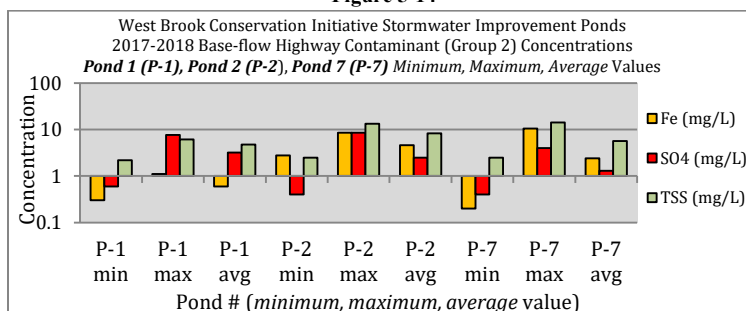 West Brook Conservation Initiative Stormwater Improvement Ponds
2017-2018 Base-flow Highway Contaminant (Group 2) Concentrations
Pond 1 (P-1), Pond 2 (P-2), Pond 7 (P-7) Minimum, Maximum, Average Values
Concentration
100
10
1
0.1
P-1 min
P-1 max
P-1 avg
P-2 min
P-2 max
P-2 avg
P-7 min
P-7 max
P-7 avg
Pond # (minimum, maximum, average value)
Fe (mg/L)
SO4 (mg/L)
TSS (mg/L)